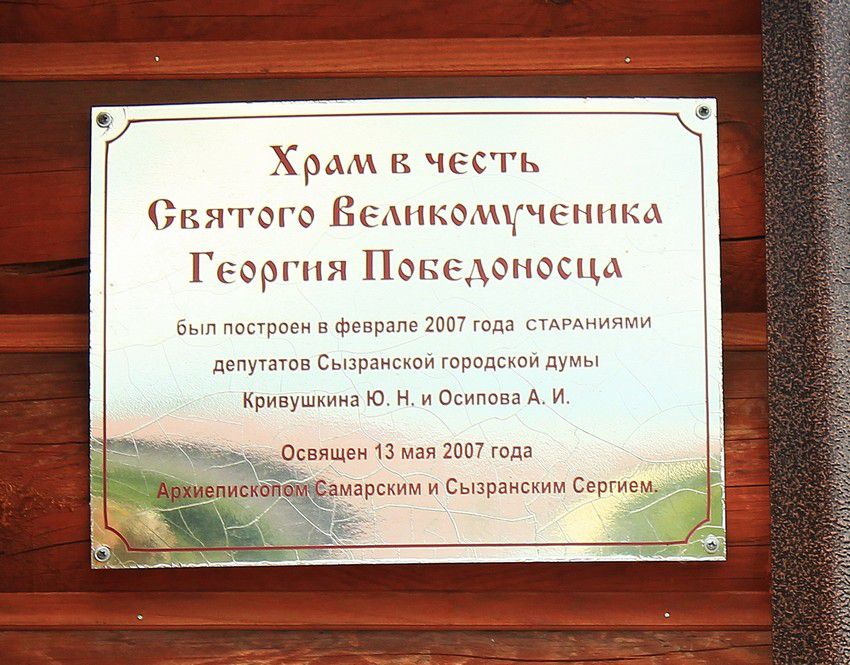 Храм в честь
Святого Великомученика
Георгия Победоносца
был построен в феврале 2007 года СТАРАНИЯМИ
депутатов Сызранской городской думы
Кривушкина Ю. Н. и Осипова А. И.
Освящен 13 мая 2007 года
Архиепископом Самарским и Сызранским Сергием.